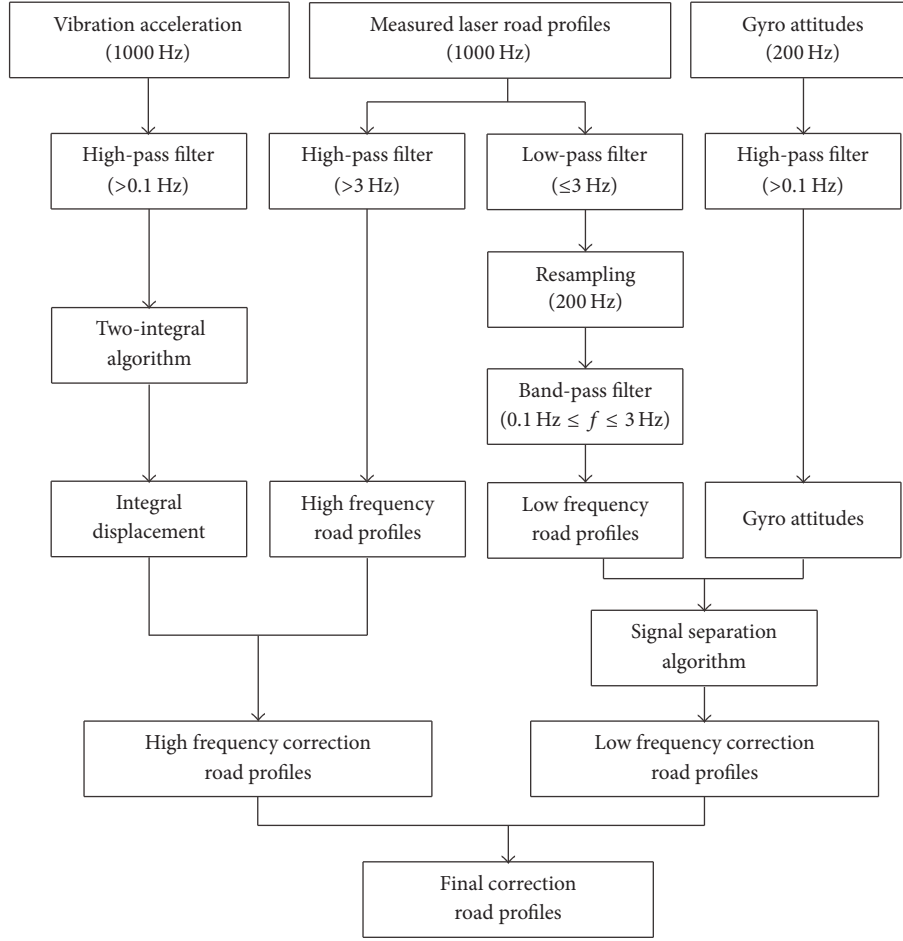 Vibration acceleration
(1000 Hz)
Measured laser road profiles
(1000 Hz)
Gyro attitudes
(200 Hz)
High-pass filter
(>0.1 Hz)
High-pass filter
(>3 Hz)
Low-pass filter
(≤3 Hz)
High-pass filter
(>0.1 Hz)
Resampling
(200 Hz)
Two-integral
algorithm
Band-pass filter
(0.1 Hz ≤ f ≤ 3 Hz)
Integral
displacement
High frequency
road profiles
Low frequency
road profiles
Gyro attitudes
Signal separation
algorithm
High frequency correction
road profiles
Low frequency correction
road profiles
Final correction
road profiles